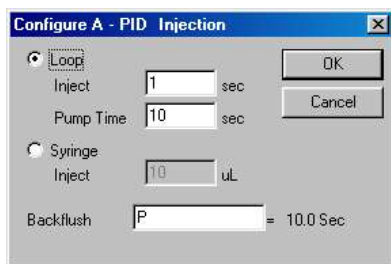 Configure A - PID Injection
Loop
OK
Inject 1 sec
Cancel
Pump Time 10 sec
Syringe
Inject 10 uL
Backflush P = 10.0 Sec